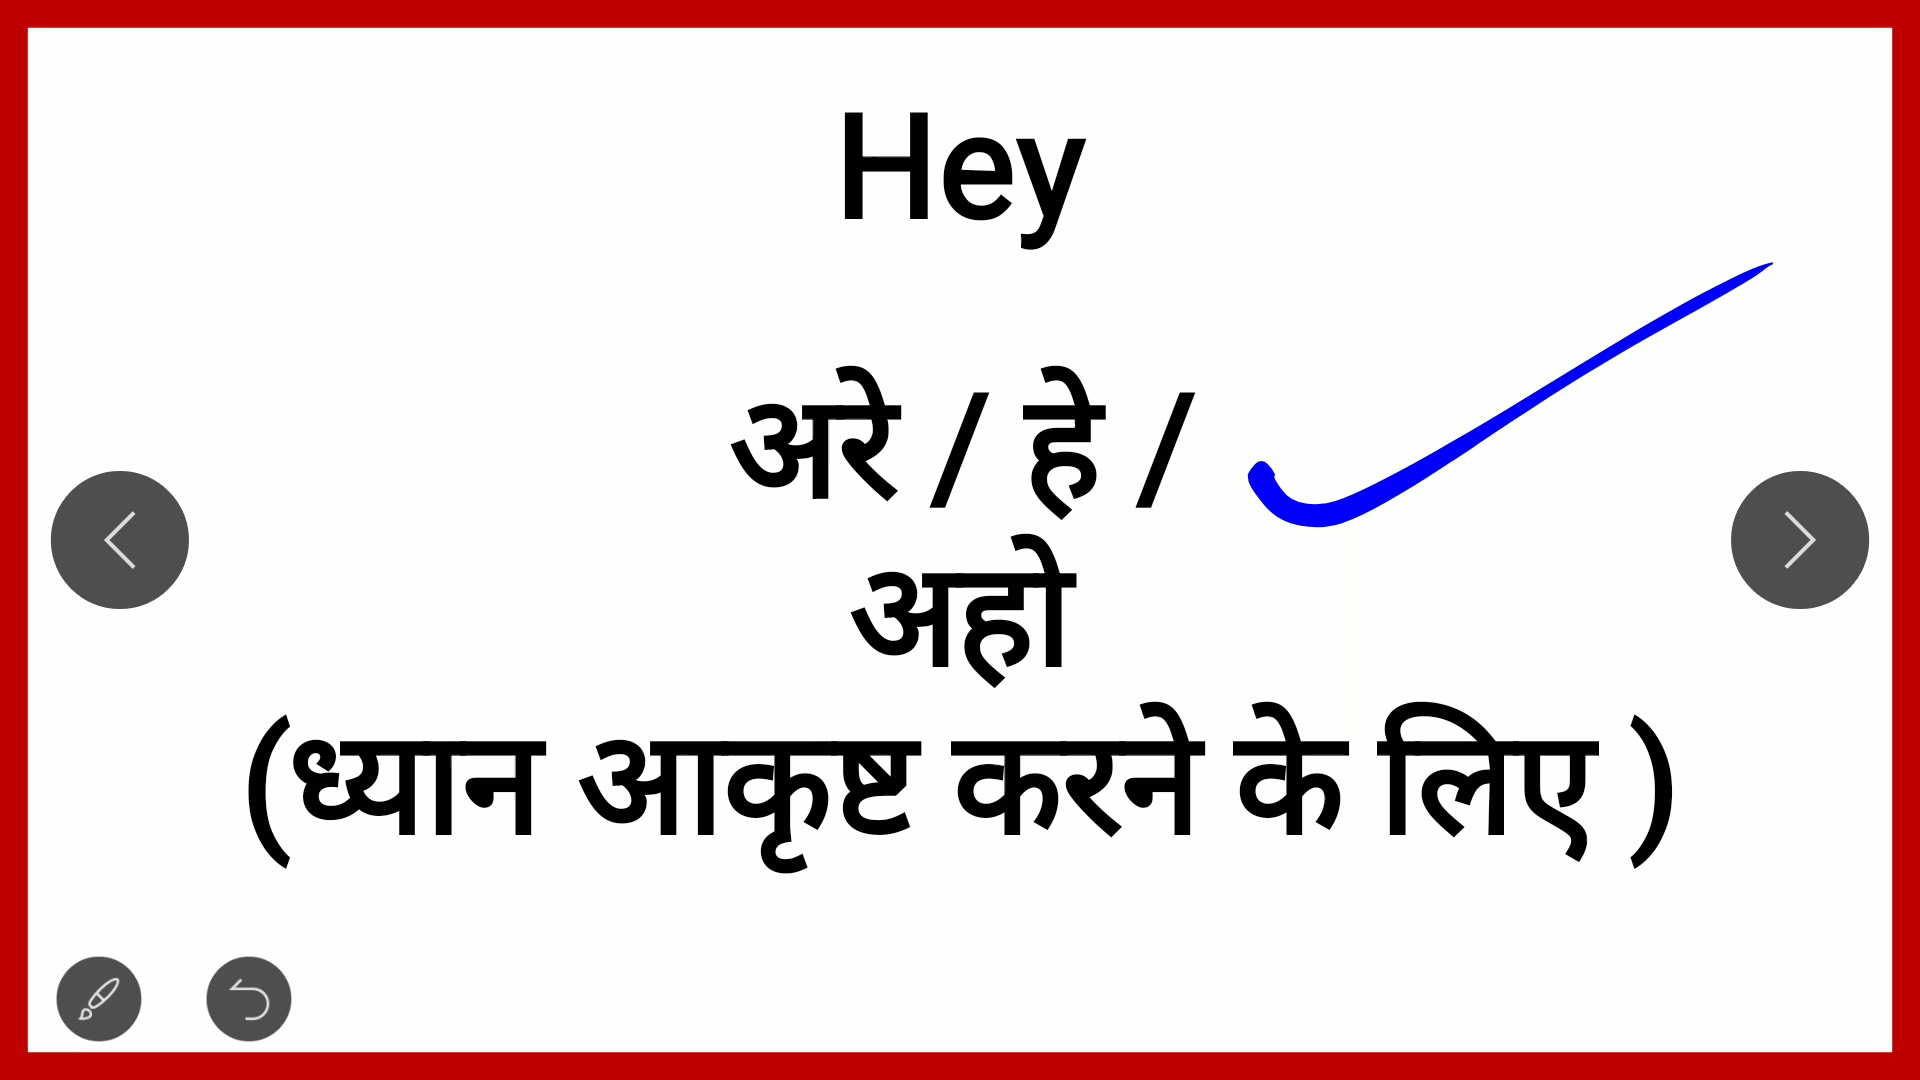 Hey
अरे / हे /
अहो
(ध्यान आकृष्ट करने के लिए )